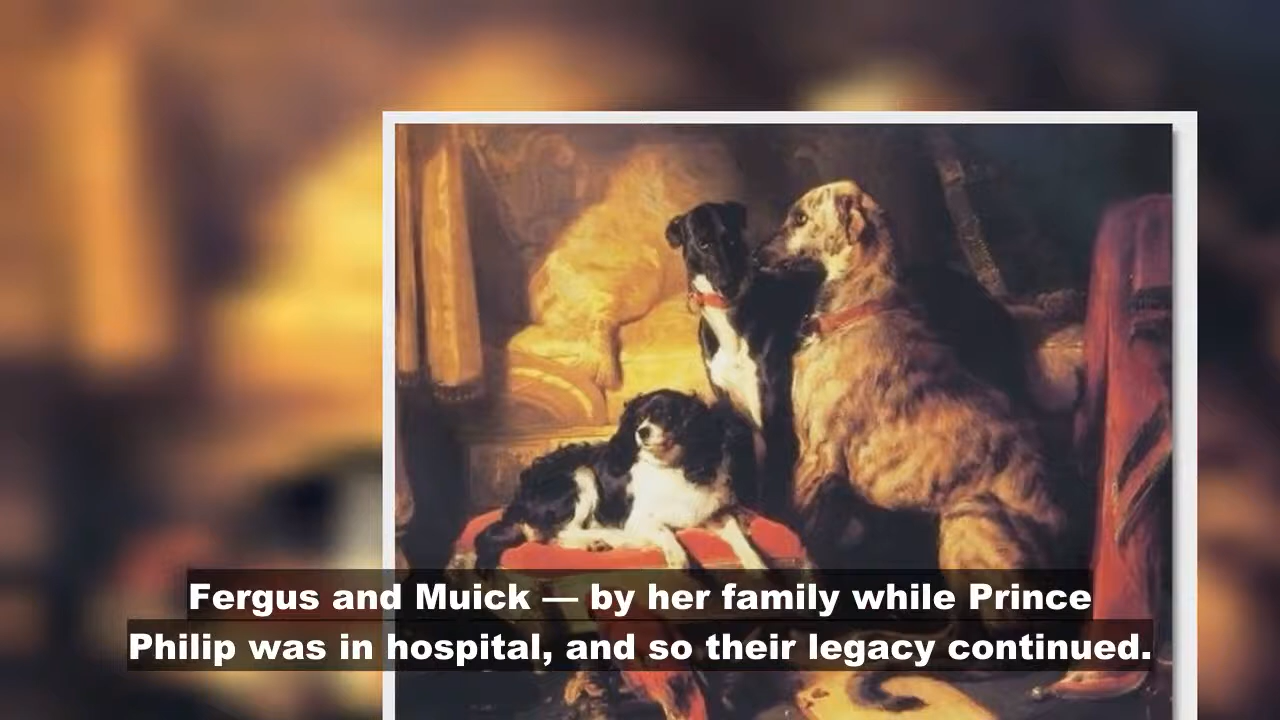 Fergus and Muick — by her family while Prince
Philip was in hospital, and so their legacy continued.